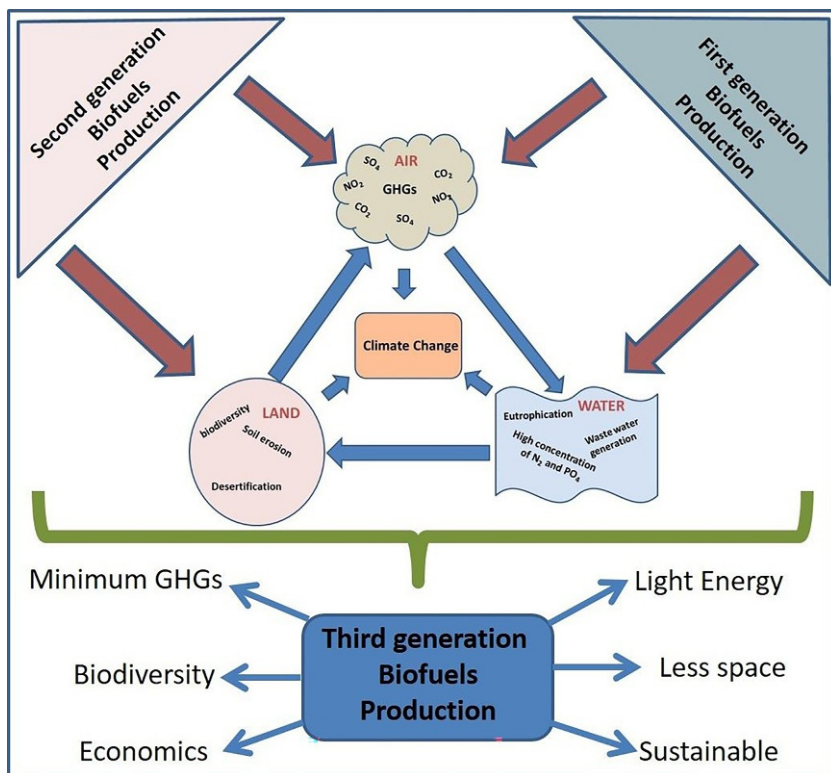 Second generation
Biofuels
Production
First generation
Biofuels
Production
AIR
SO₄
CO₂
NO₂
GHGs
NO₂
CO₂
SO₄
Climate Change
LAND
biodiversity
Soil erosion
Desertification
WATER
Eutrophication
Waste water
generation
High concentration
of N₂ and PO₄
Minimum GHGs
Light Energy
Third generation
Biofuels
Production
Biodiversity
Less space
Economics
Sustainable